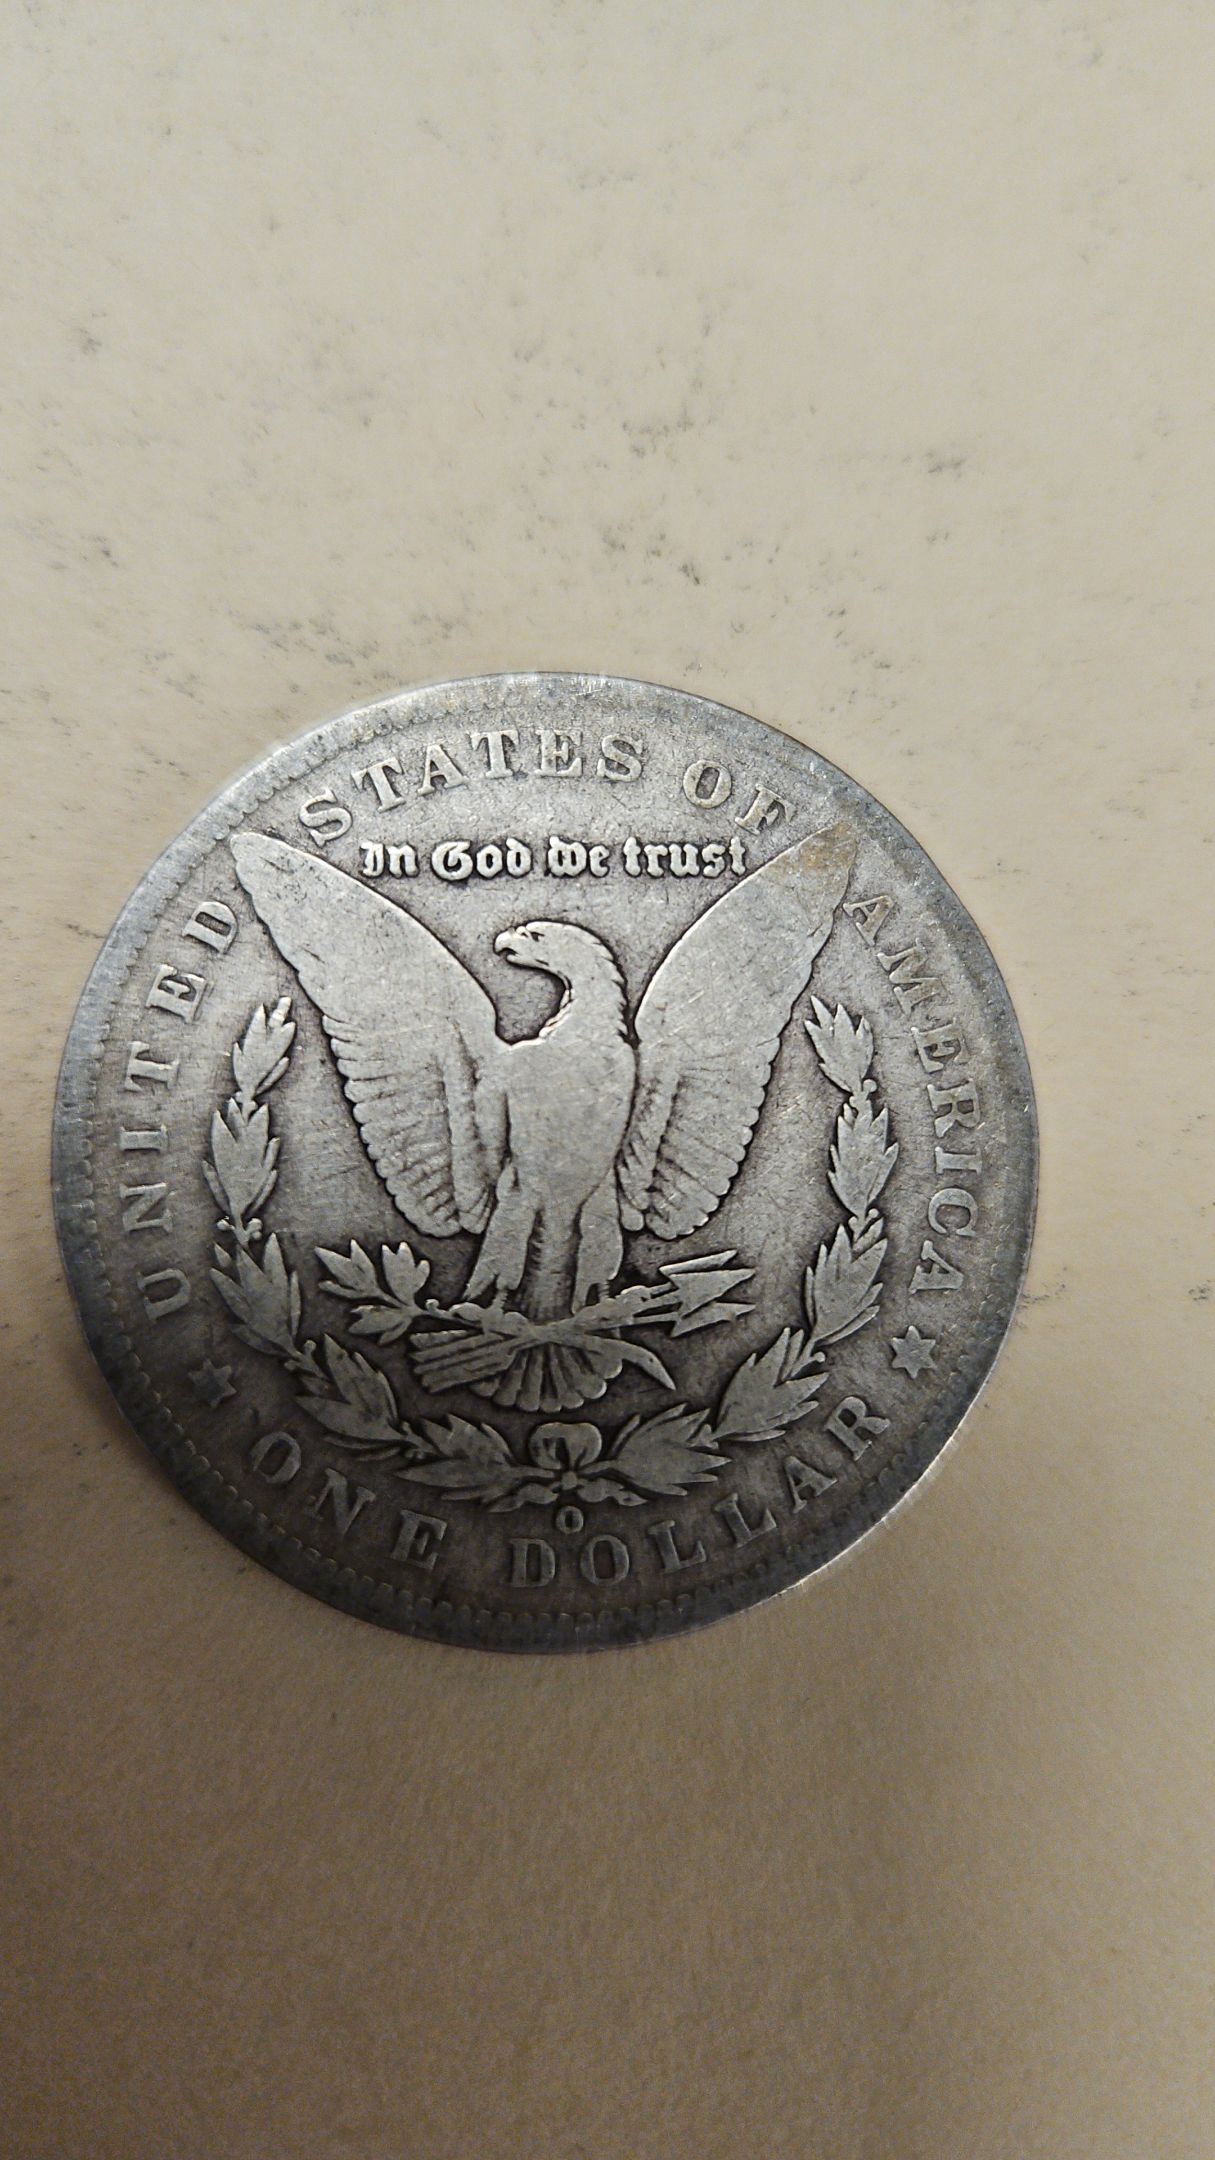 UNITED STATES OF AMERICA
In God we trust
O
ONE DOLLAR